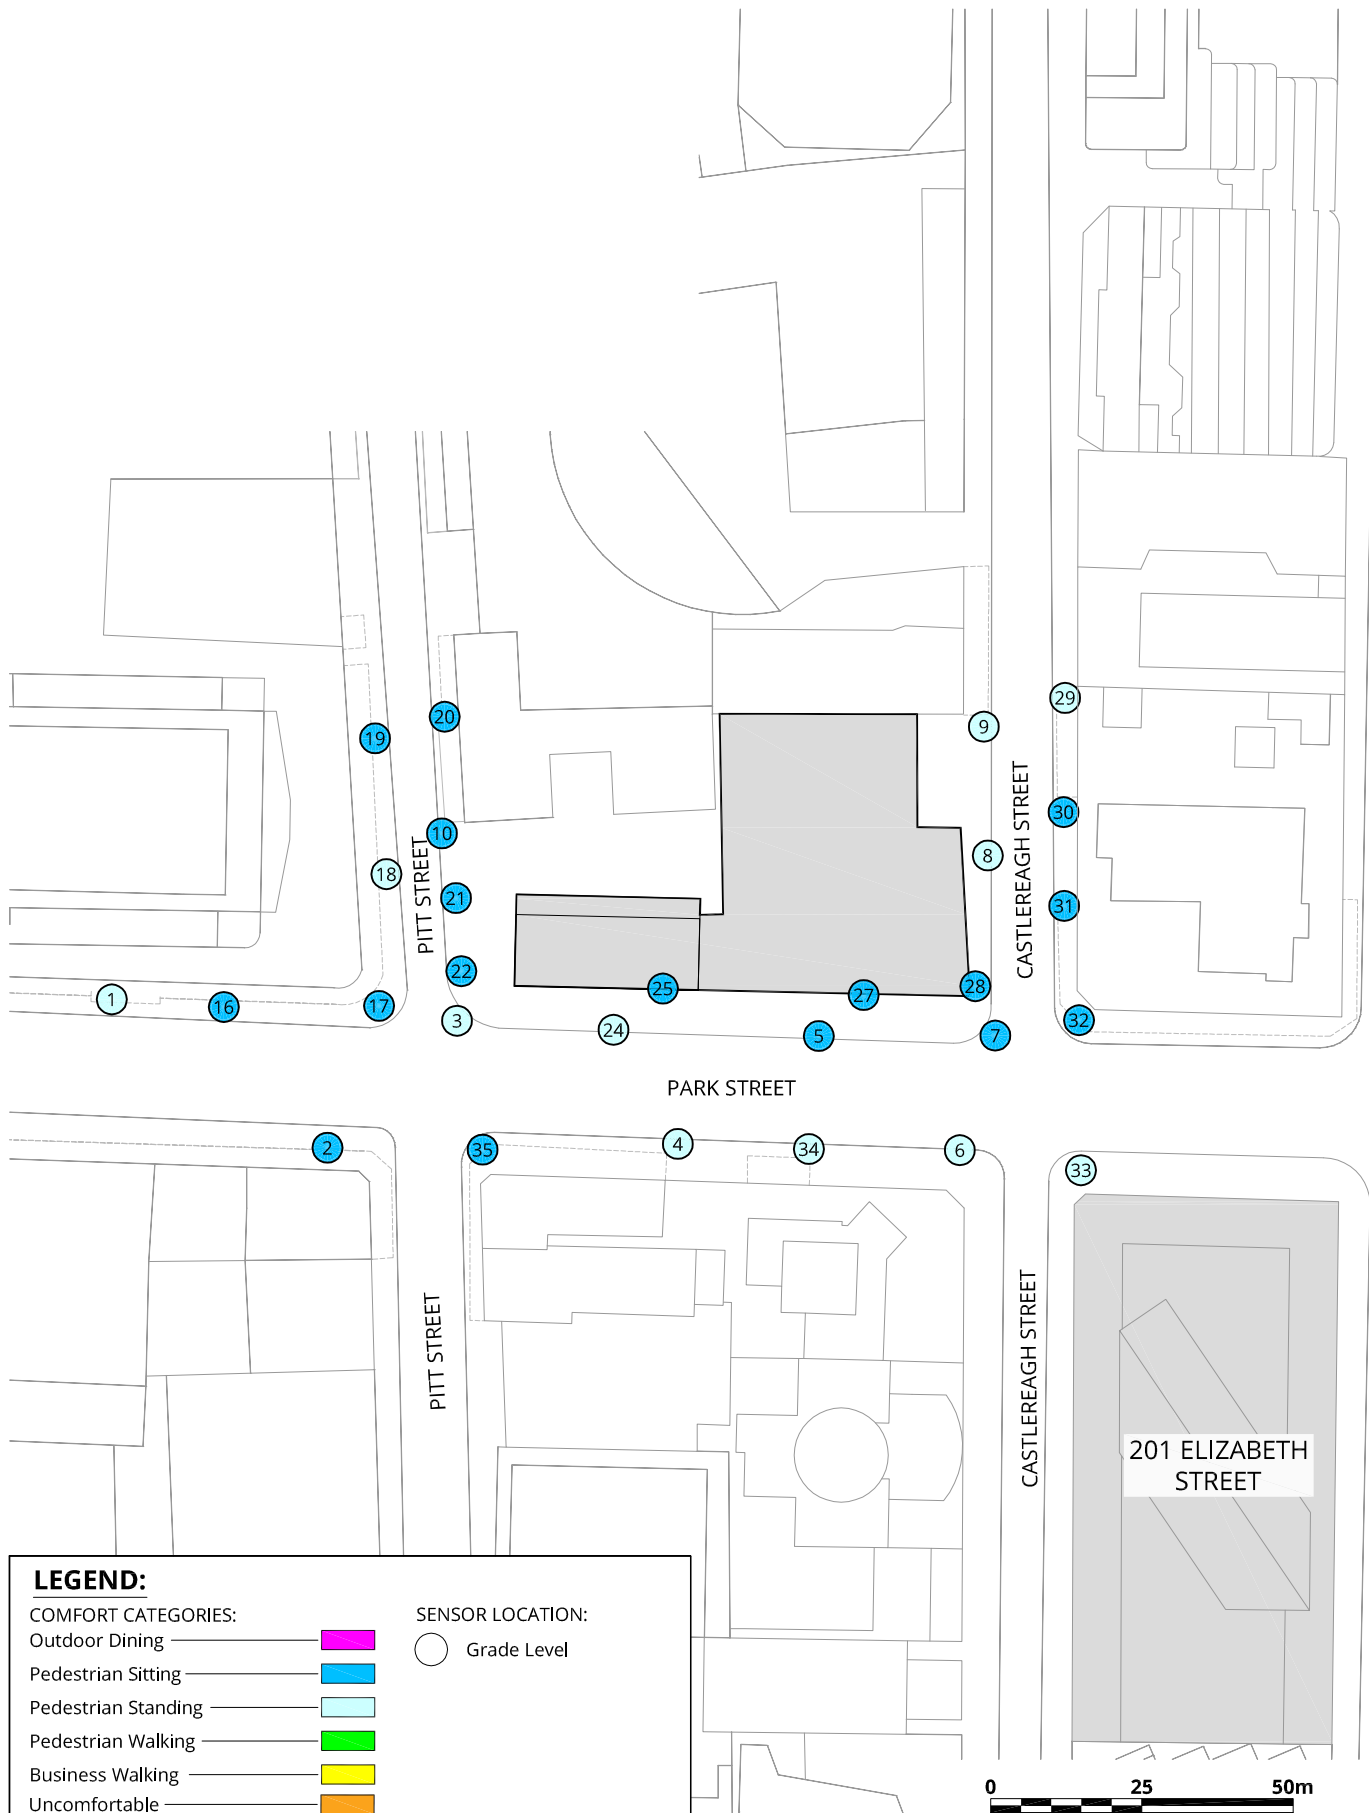 29
20
9
19
30
10
8
18
PITT STREET
CASTLEREAGH STREET
21
31
22
28
25
27
1
16
17
3
32
24
5
7
PARK STREET
2
35
4
34
6
33
PITT STREET
CASTLEREAGH STREET
201 ELIZABETH
STREET
LEGEND:
COMFORT CATEGORIES:
Outdoor Dining
Pedestrian Sitting
Pedestrian Standing
Pedestrian Walking
Business Walking
Uncomfortable
SENSOR LOCATION:
Grade Level
0 25 50m